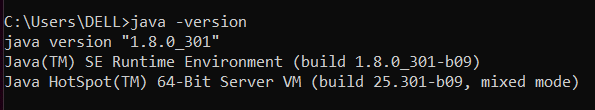 C:\Users\DELL>java -version
java version "1.8.0_301"
Java(TM) SE Runtime Environment (build 1.8.0_301-b09)
Java HotSpot(TM) 64-Bit Server VM (build 25.301-b09, mixed mode)